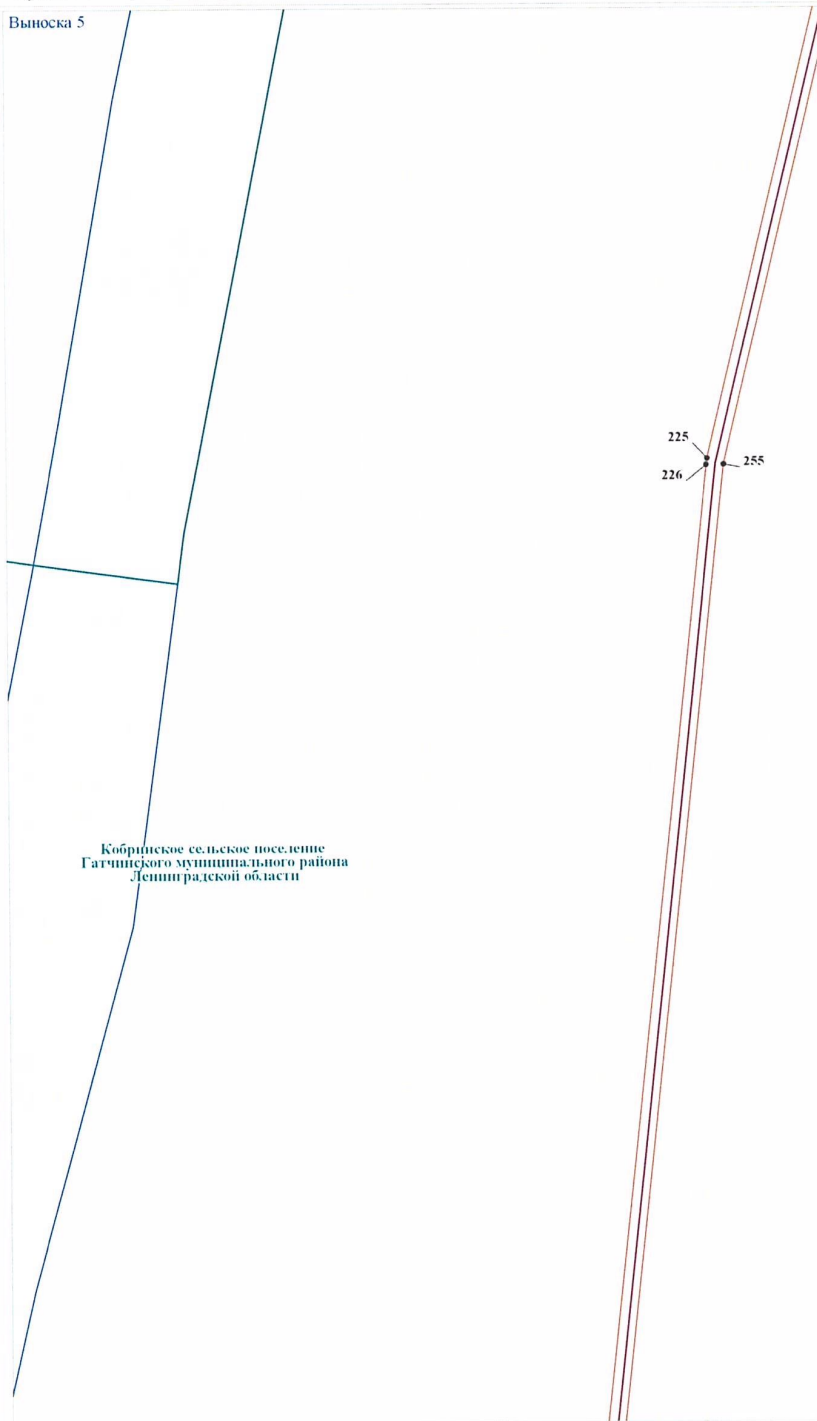 Выноска 5
225
226
255
Кобринское сельское поселение
Гатчинского муниципального района
Ленинградской области